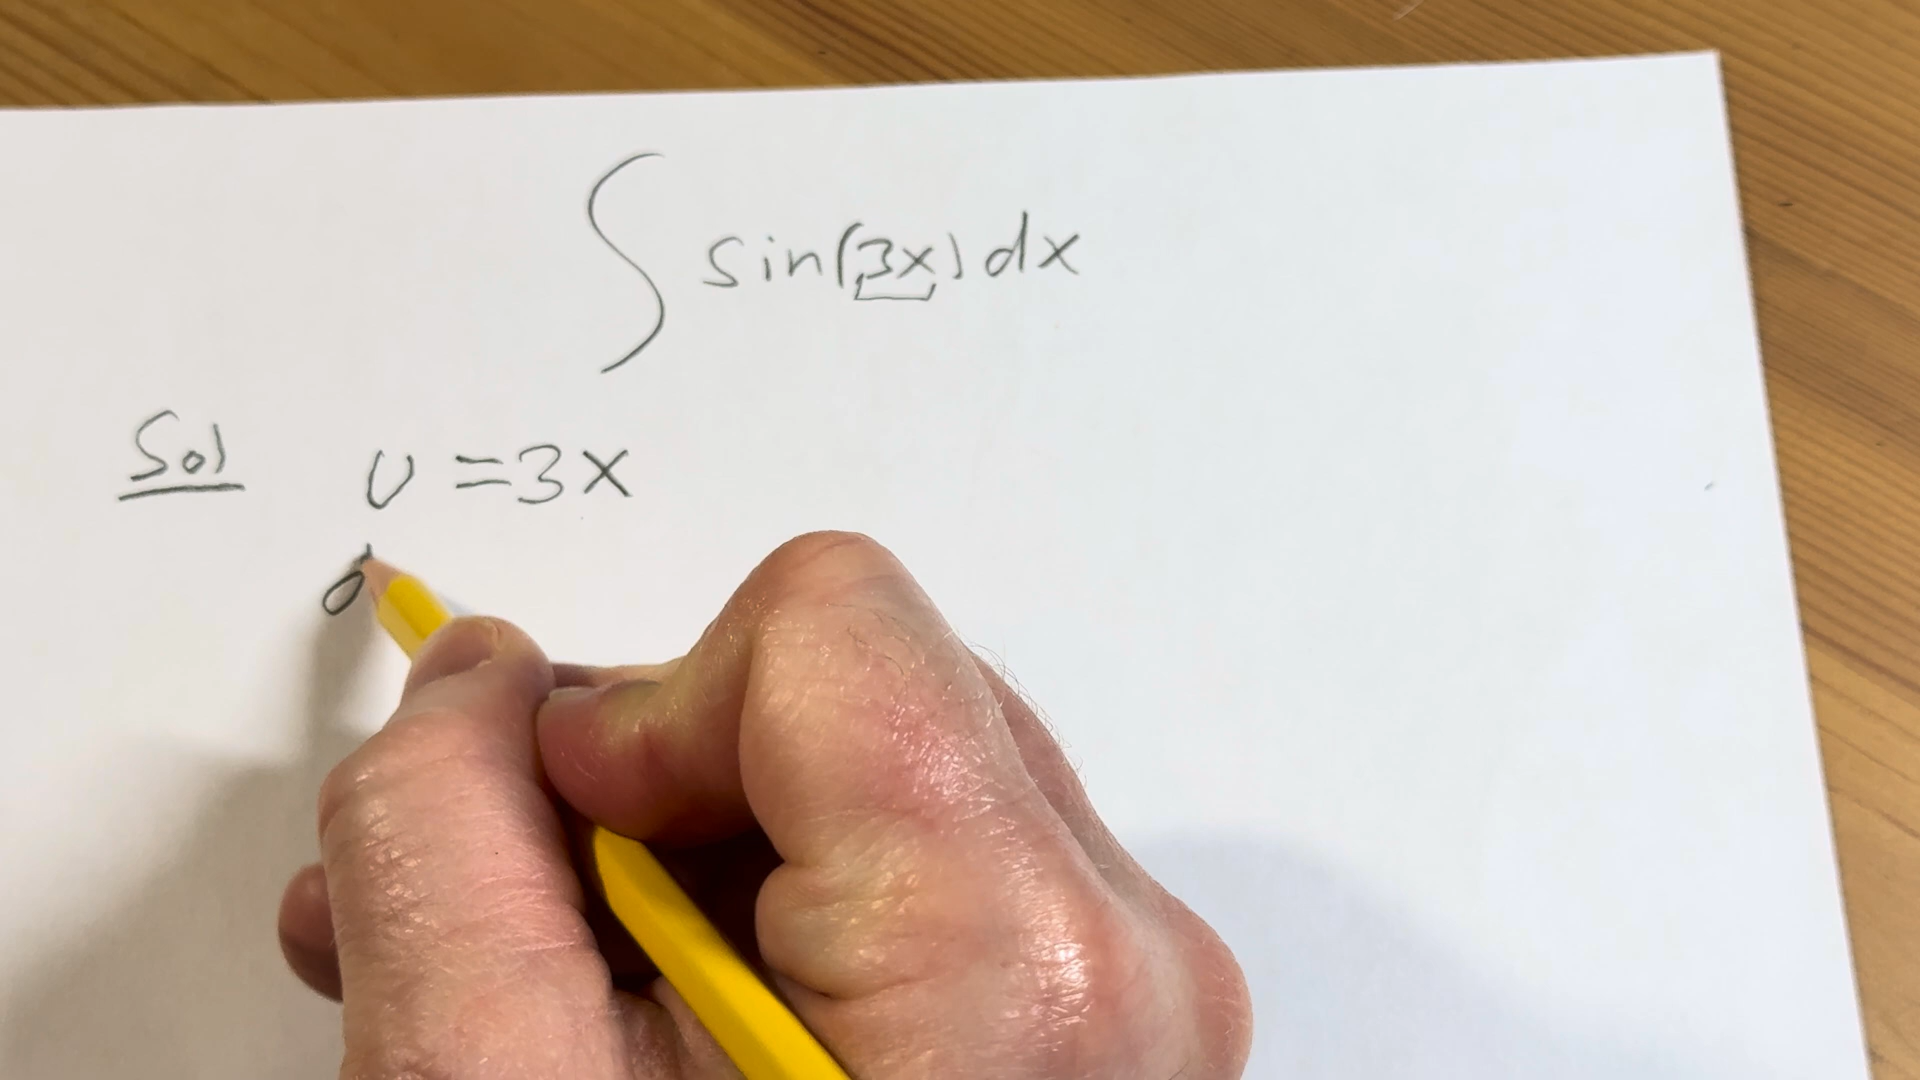 ∫ sin(3x) dx
Sol u = 3x
d